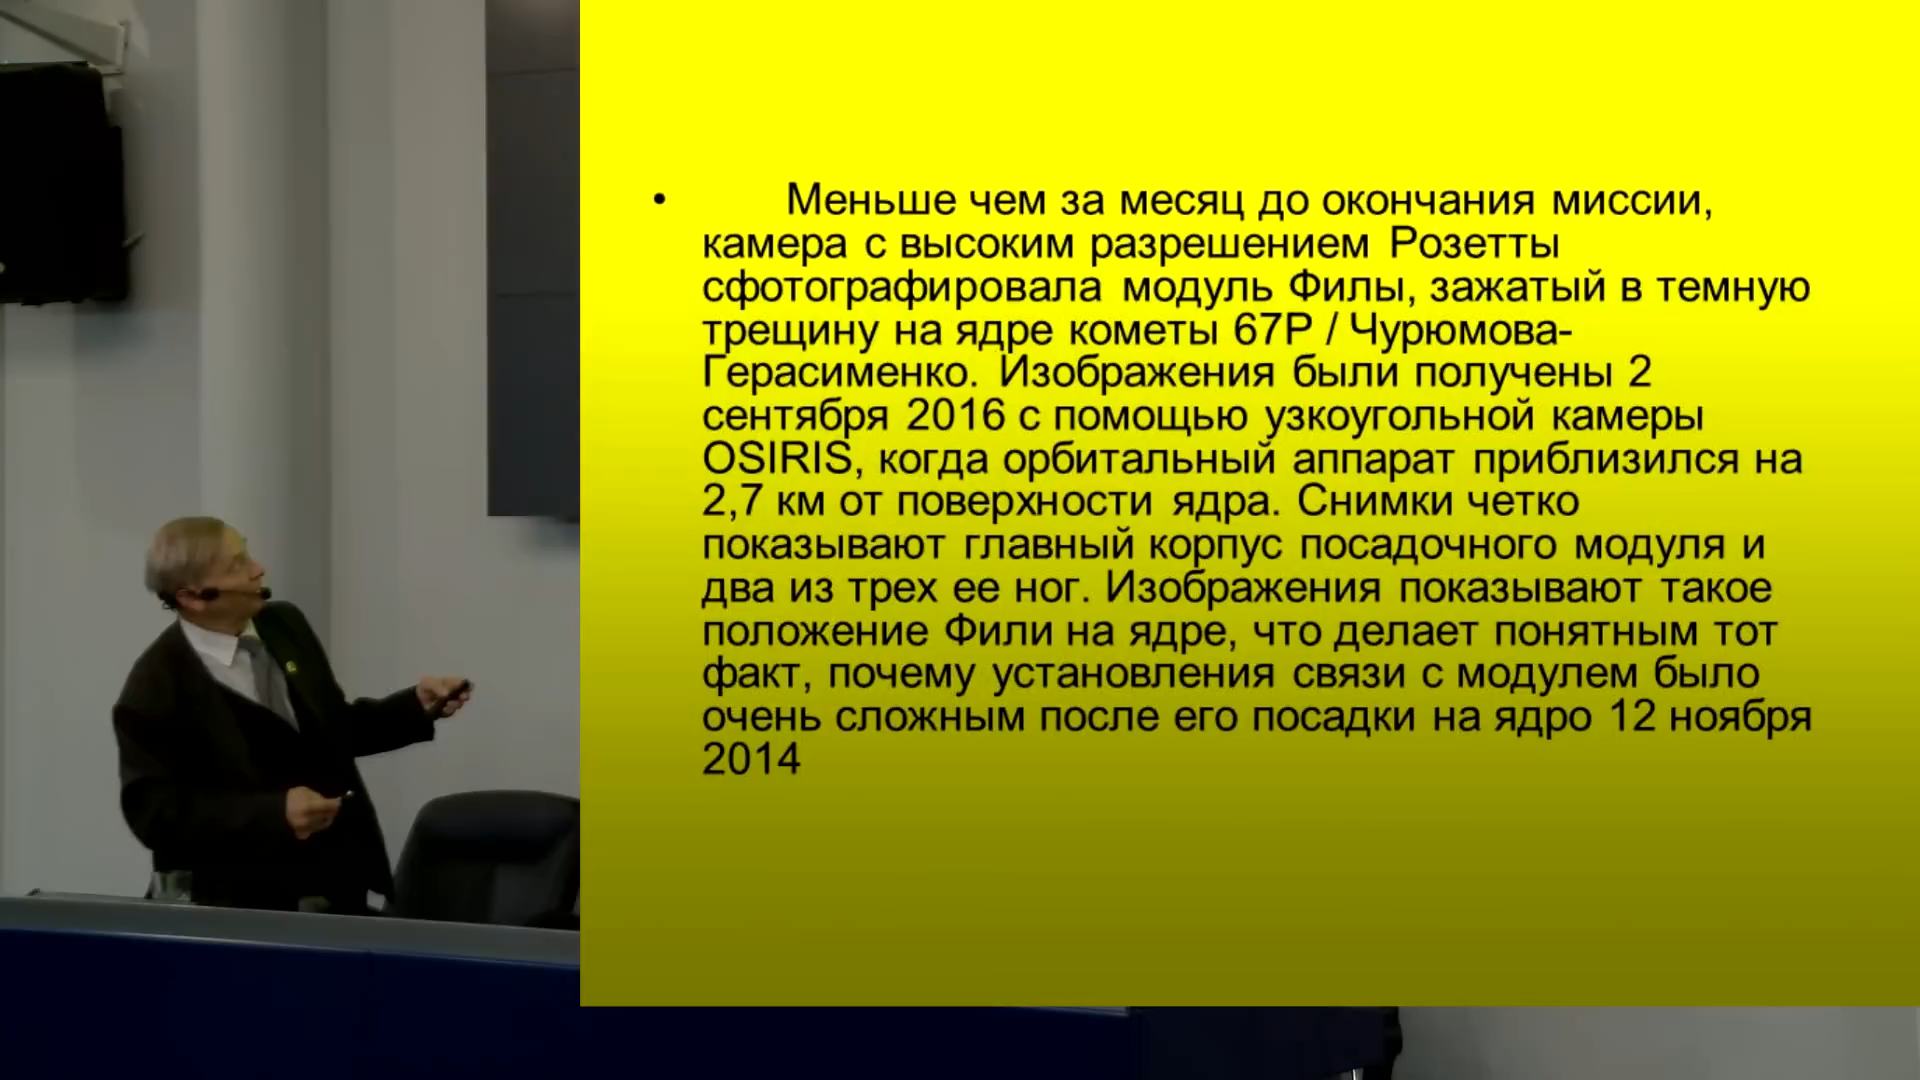 • Меньше чем за месяц до окончания миссии,
камера с высоким разрешением Розетты
сфотографировала модуль Филы, зажатый в темную
трещину на ядре кометы 67Р / Чурюмова-
Герасименко. Изображения были получены 2
сентября 2016 с помощью узкоугольной камеры
OSIRIS, когда орбитальный аппарат приблизился на
2,7 км от поверхности ядра. Снимки четко
показывают главный корпус посадочного модуля и
два из трех ее ног. Изображения показывают такое
положение Фили на ядре, что делает понятным тот
факт, почему установления связи с модулем было
очень сложным после его посадки на ядро 12 ноября
2014